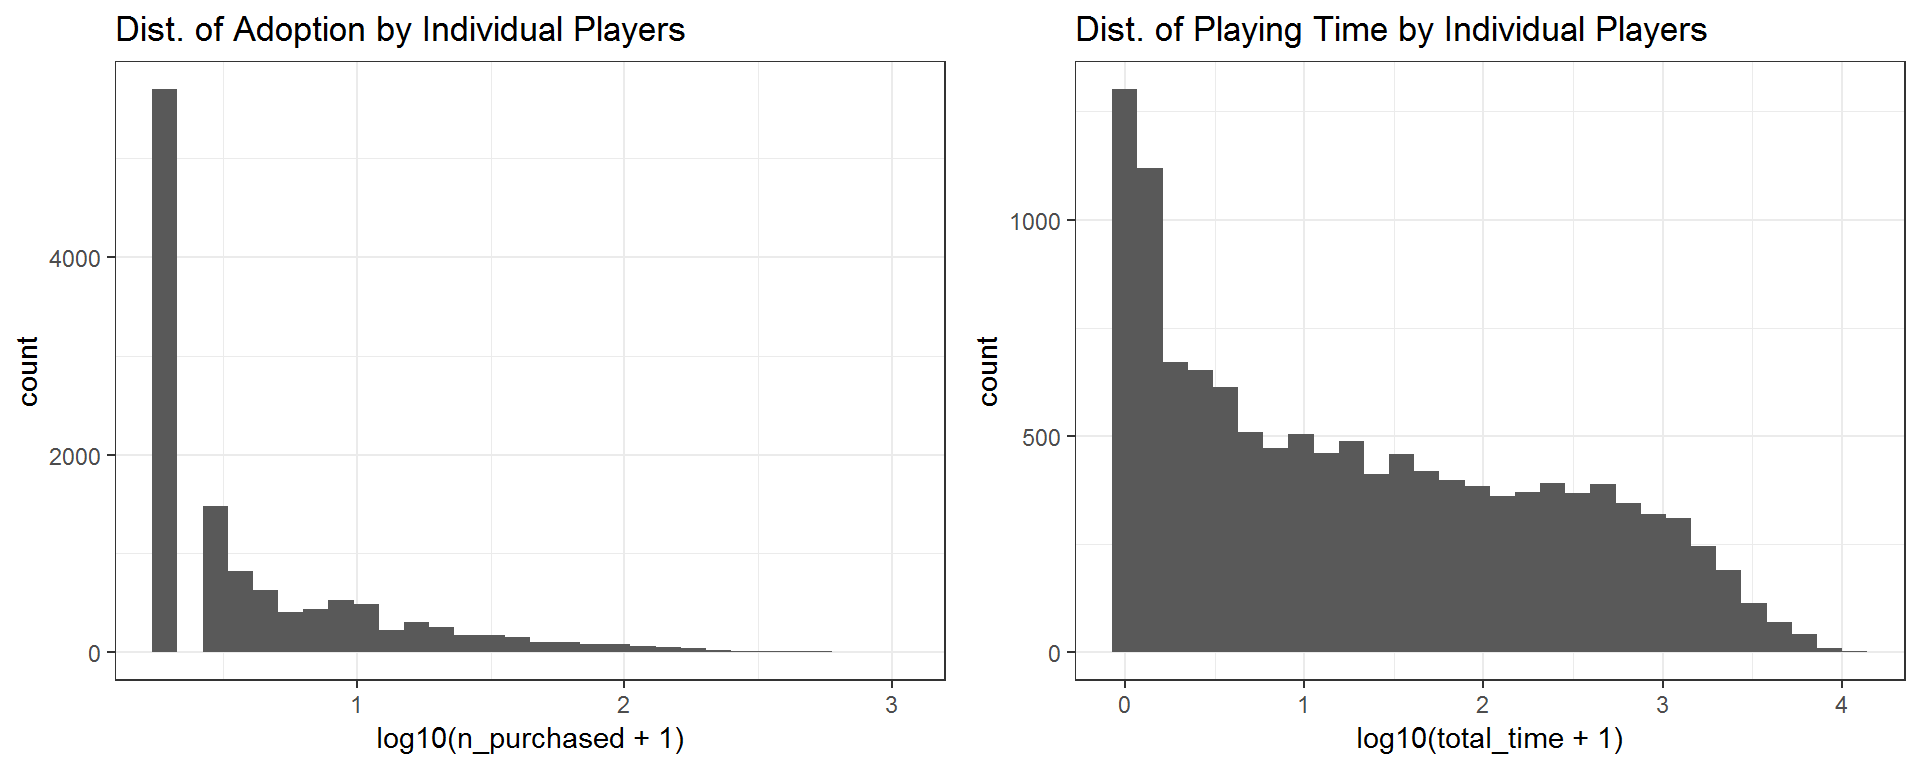 Dist. of Adoption by Individual Players
count
4000
2000
0
1
2
3
log10(n_purchased + 1)
Dist. of Playing Time by Individual Players
count
1000
500
0
0
1
2
3
4
log10(total_time + 1)